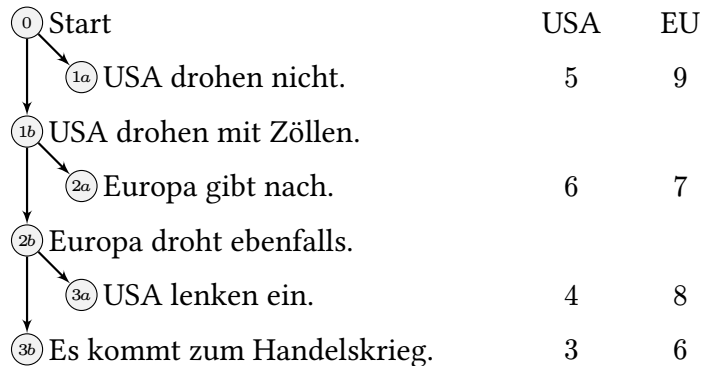 0 Start USA EU
1a USA drohen nicht. 5 9
1b USA drohen mit Zöllen.
2a Europa gibt nach. 6 7
2b Europa droht ebenfalls.
3a USA lenken ein. 4 8
3b Es kommt zum Handelskrieg. 3 6